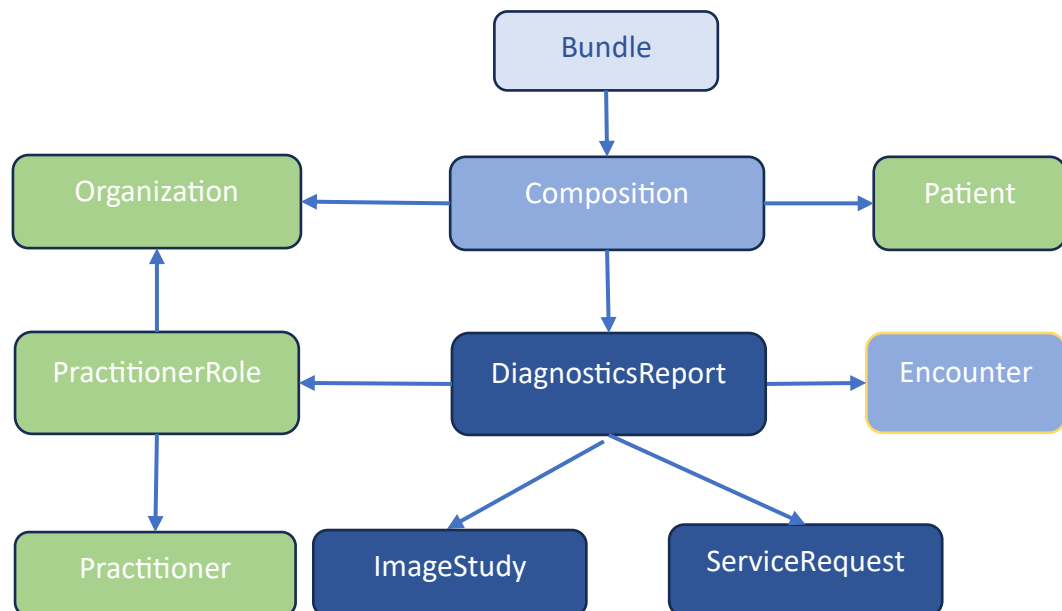 Bundle
Organization
Composition
Patient
PractitionerRole
DiagnosticsReport
Encounter
Practitioner
ImageStudy
ServiceRequest